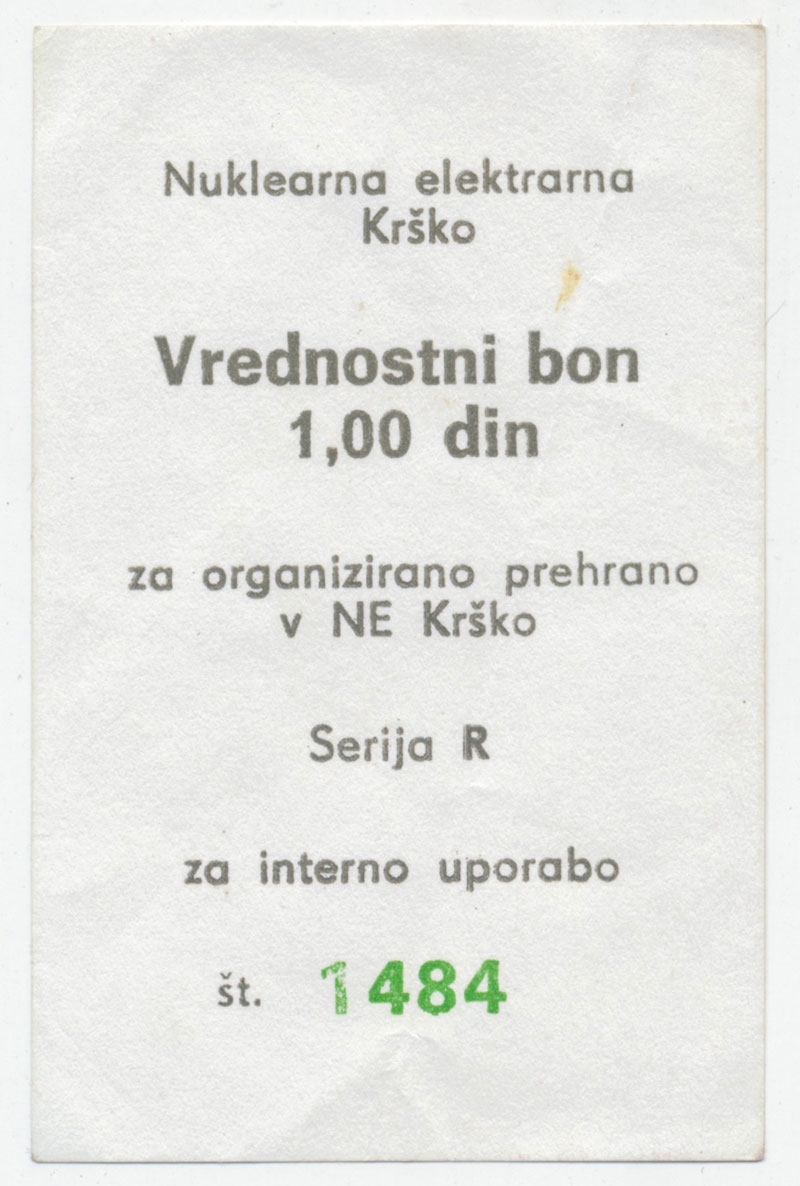 Nuklearna elektrarna
Krško
Vrednostni bon
1,00 din
za organizirano prehrano
v NE Krško
Serija R
za interno uporabo
št. 1484